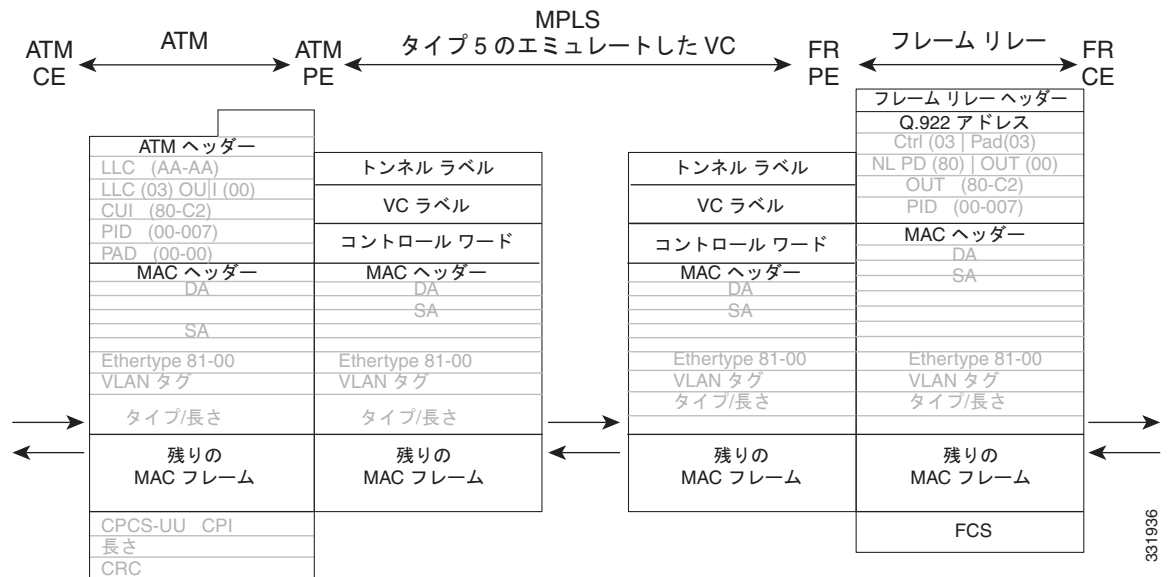 MPLS
タイプ 5 のエミュレートした VC
ATM
CE
ATM
ATM
PE
FR
PE
フレーム リレー
FR
CE
ATM ヘッダー
LLC (AA-AA)
LLC (03) OU|I (00)
CUI (80-C2)
PID (00-007)
PAD (00-00)
MAC ヘッダー
DA
SA
Ethertype 81-00
VLAN タグ
タイプ/長さ
残りの
MAC フレーム
CPCS-UU CPI
長さ
CRC
トンネル ラベル
VC ラベル
コントロール ワード
MAC ヘッダー
DA
SA
Ethertype 81-00
VLAN タグ
タイプ/長さ
残りの
MAC フレーム
トンネル ラベル
VC ラベル
コントロール ワード
MAC ヘッダー
DA
SA
Ethertype 81-00
VLAN タグ
タイプ/長さ
残りの
MAC フレーム
フレーム リレー ヘッダー
Q.922 アドレス
Ctrl (03 | Pad(03)
NL PD (80) | OUT (00)
OUT (80-C2)
PID (00-007)
MAC ヘッダー
DA
SA
Ethertype 81-00
VLAN タグ
タイプ/長さ
残りの
MAC フレーム
FCS
331936